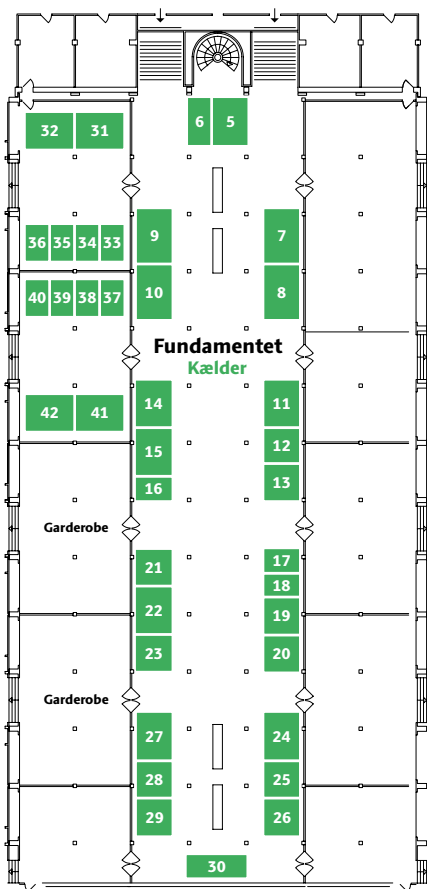 6 5
32 31
9 7
36 35 34 33
10 8
40 39 38 37
Fundamentet
Kælder
14 11
42 41
15 12
16 13
Garderobe
21 17
18
22 19
23 20
Garderobe
27 24
28 25
29 26
30